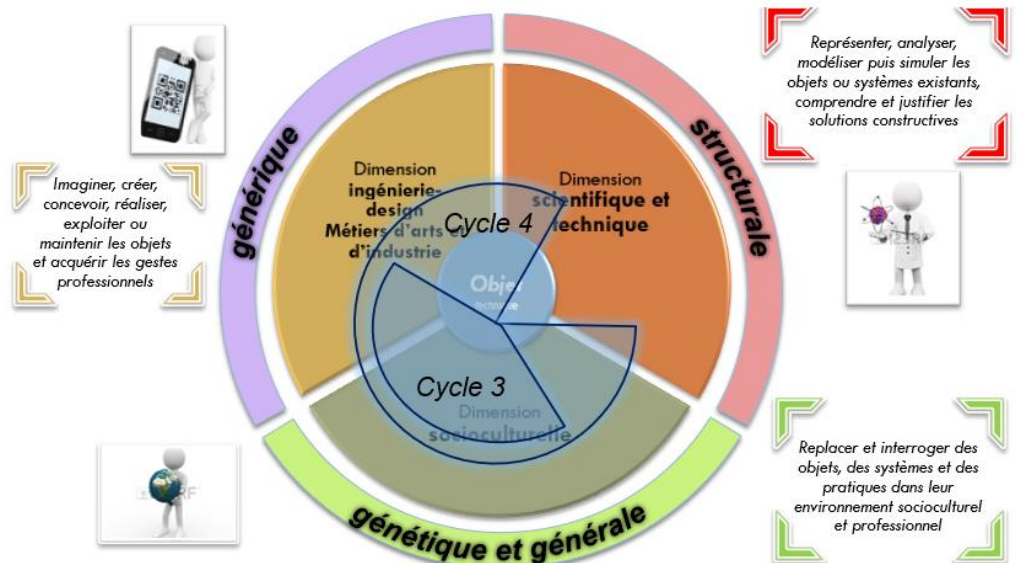 Représenter, analyser,
modéliser puis simuler les
objets ou systèmes existants,
comprendre et justifier les
solutions constructives
générique
structurale
Imaginer, créer,
concevoir, réaliser,
exploiter ou
maintenir les objets
et acquérir les gestes
professionnels
Dimension
ingénierie-
design
Métiers d'arts et
d'industrie
Dimension
scientifique et
technique
Cycle 4
Objet
technique
Cycle 3
Dimension
socioculturelle
Replacer et interroger des
objets, des systèmes et des
pratiques dans leur
environnement socioculturel
et professionnel
génétique et générale